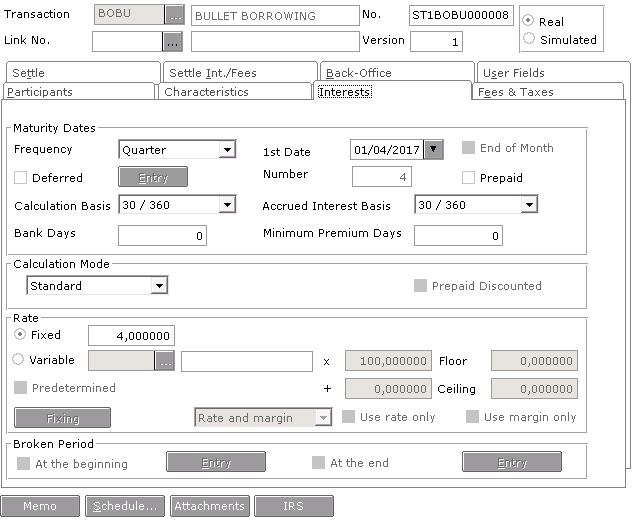 Transaction BOBU ... BULLET BORROWING No. ST1BOBU000008 Real
Link No. ... Version 1 Simulated
Settle Settle Int./Fees Back-Office User Fields
Participants Characteristics Interests Fees & Taxes
Maturity Dates
Frequency Quarter 1st Date 01/04/2017 End of Month
Deferred Entry Number 4 Prepaid
Calculation Basis 30 / 360 Accrued Interest Basis 30 / 360
Bank Days 0 Minimum Premium Days 0
Calculation Mode
Standard Prepaid Discounted
Rate
Fixed 4,000000
Variable ... x 100,000000 Floor 0,000000
Predetermined + 0,000000 Ceiling 0,000000
Fixing Rate and margin Use rate only Use margin only
Broken Period
At the beginning Entry At the end Entry
Memo Schedule... Attachments IRS